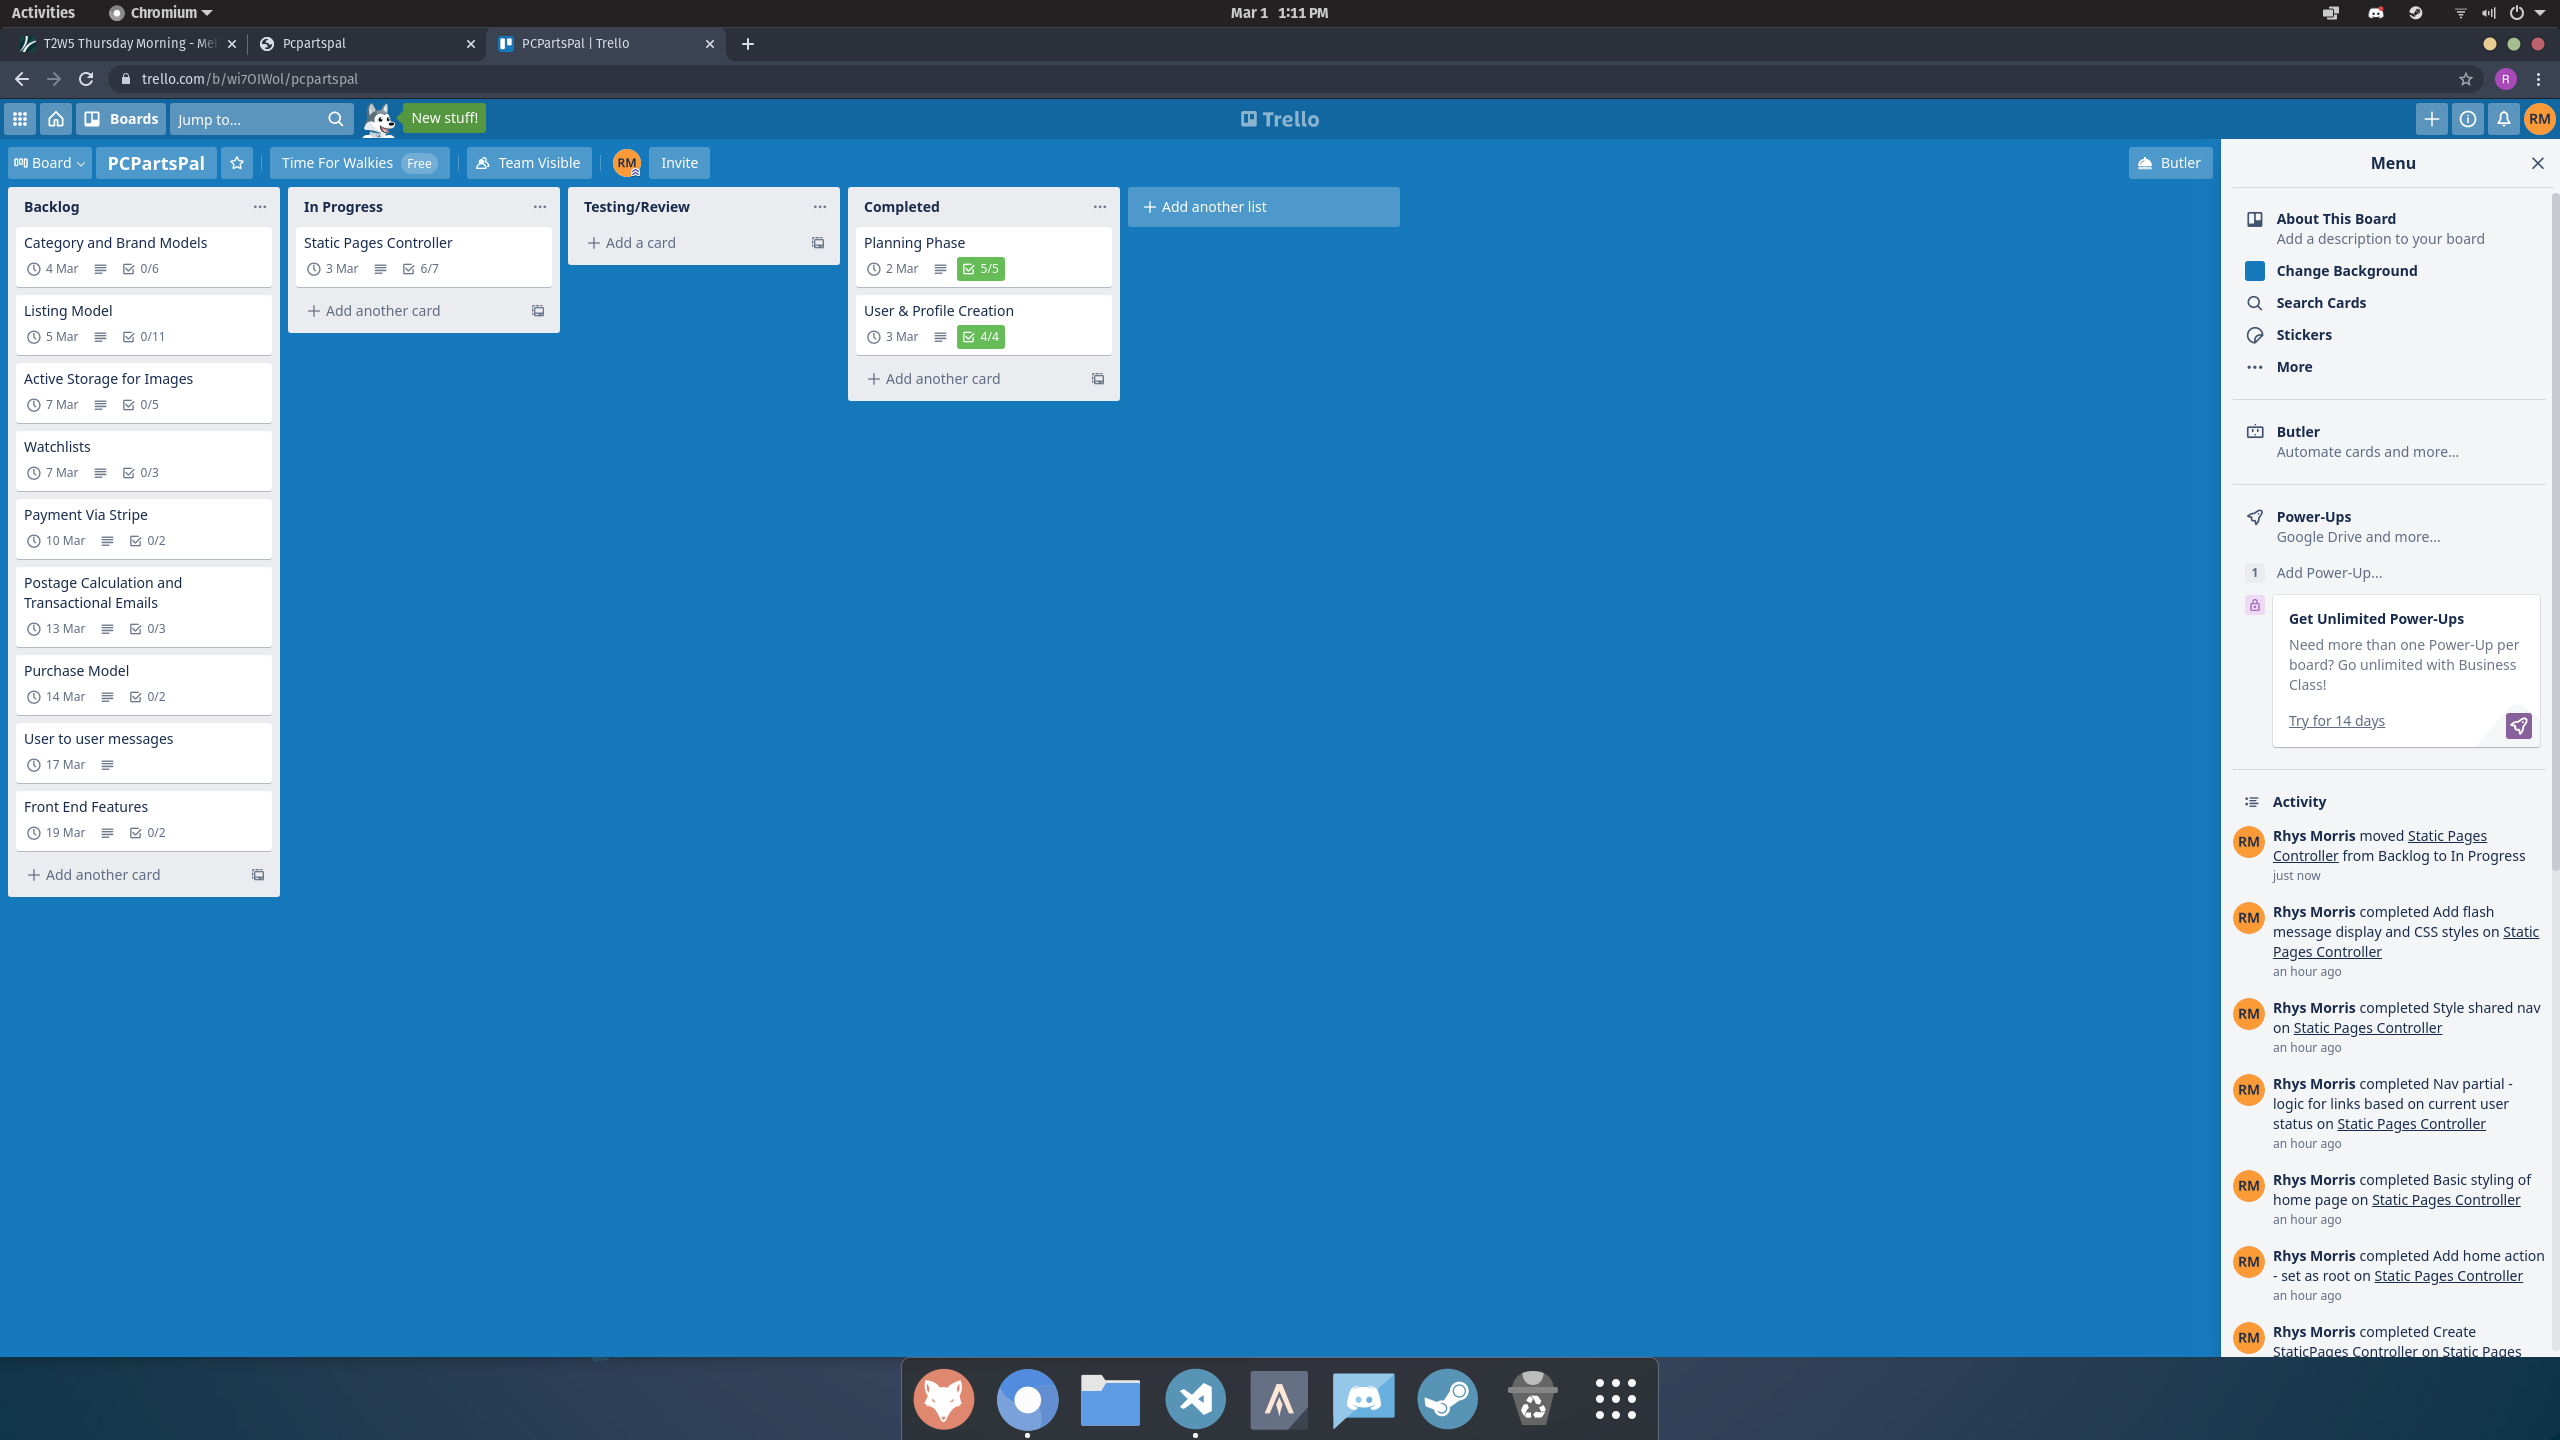 Activities
Chromium
Mar 1 1:11 PM
T2W5 Thursday Morning - Mel
Pcpartspal
PCPartsPal | Trello
trello.com/b/wi7OIWol/pcpartspal
R
Boards
Jump to...
New stuff!
Trello
RM
Board
PCPartsPal
Time For Walkies Free
Team Visible
RM
Invite
Butler
Backlog
Category and Brand Models
4 Mar 0/6
Listing Model
5 Mar 0/11
Active Storage for Images
7 Mar 0/5
Watchlists
7 Mar 0/3
Payment Via Stripe
10 Mar 0/2
Postage Calculation and
Transactional Emails
13 Mar 0/3
Purchase Model
14 Mar 0/2
User to user messages
17 Mar
Front End Features
19 Mar 0/2
+ Add another card
In Progress
Static Pages Controller
3 Mar 6/7
+ Add another card
Testing/Review
+ Add a card
Completed
Planning Phase
2 Mar 5/5
User & Profile Creation
3 Mar 4/4
+ Add another card
+ Add another list
Menu
About This Board
Add a description to your board
Change Background
Search Cards
Stickers
More
Butler
Automate cards and more...
Power-Ups
Google Drive and more...
1 Add Power-Up...
Get Unlimited Power-Ups
Need more than one Power-Up per
board? Go unlimited with Business
Class!
Try for 14 days
Activity
RM Rhys Morris moved Static Pages
Controller from Backlog to In Progress
just now
RM Rhys Morris completed Add flash
message display and CSS styles on Static
Pages Controller
an hour ago
RM Rhys Morris completed Style shared nav
on Static Pages Controller
an hour ago
RM Rhys Morris completed Nav partial -
logic for links based on current user
status on Static Pages Controller
an hour ago
RM Rhys Morris completed Basic styling of
home page on Static Pages Controller
an hour ago
RM Rhys Morris completed Add home action
- set as root on Static Pages Controller
an hour ago
RM Rhys Morris completed Create
StaticPages Controller on Static Pages